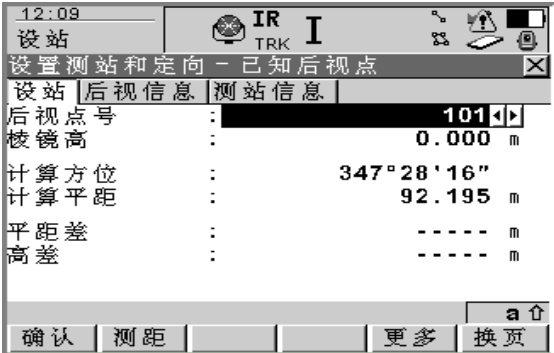 12:09
设站
IR
TRK I
设置测站和定向 - 已知后视点
设站 后视信息 测站信息
后视点号 : 101
棱镜高 : 0.000 m
计算方位 : 347°28'16"
计算平距 : 92.195 m
平距差 : ----- m
高差 : ----- m
a
确认 测距 更多 换页